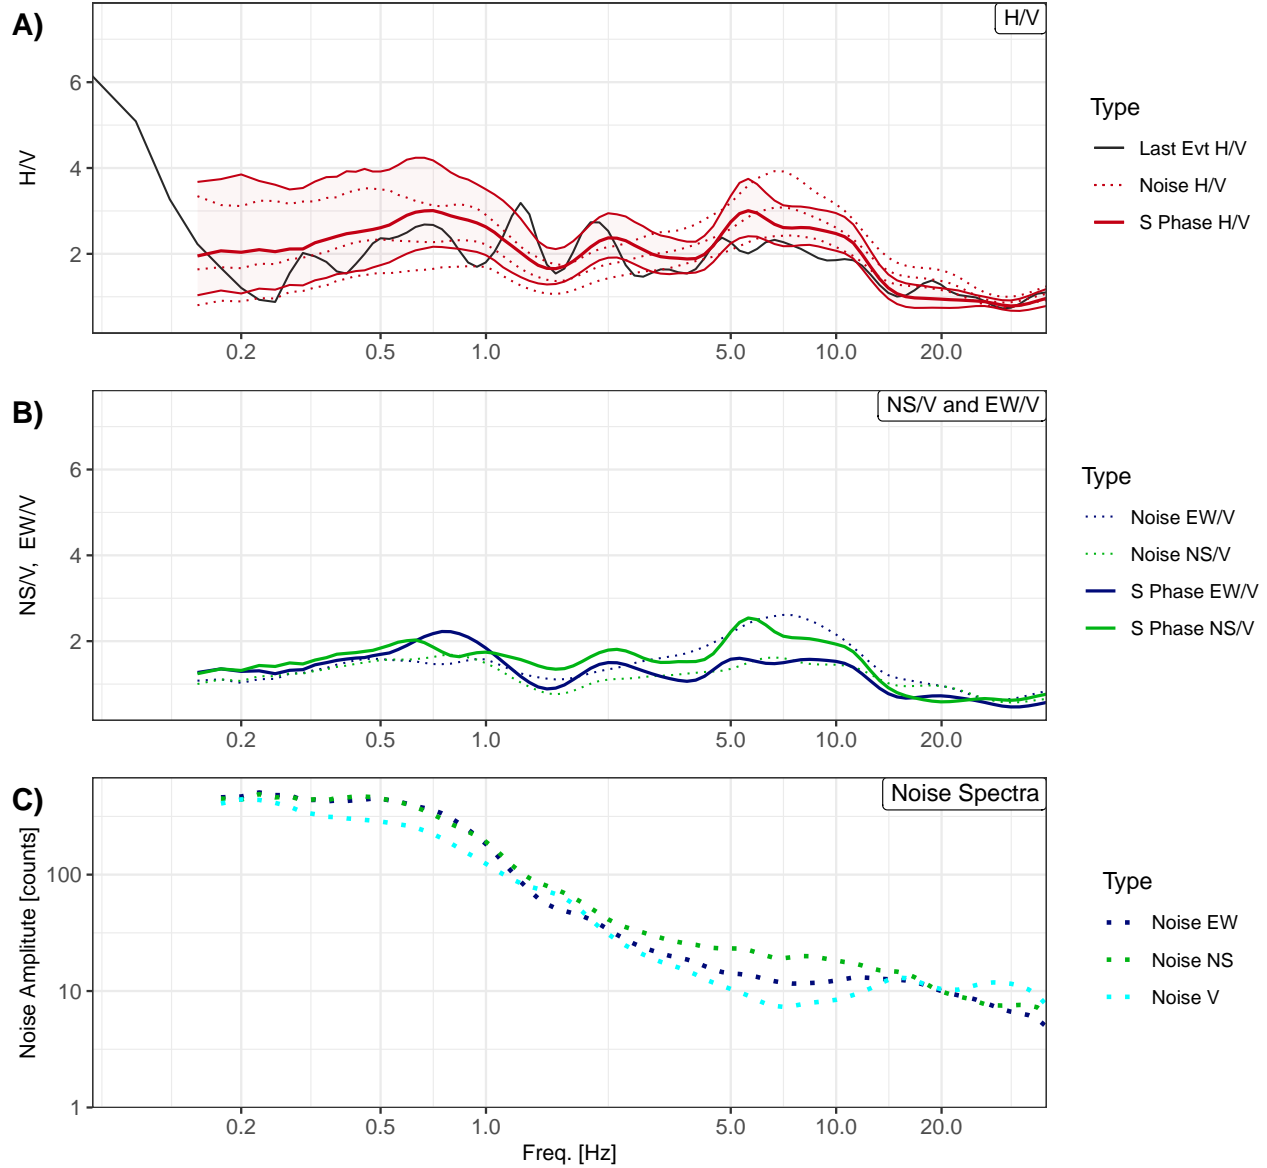 A)
H/V
6
4
2
H/V
0.2 0.5 1.0 5.0 10.0 20.0
Type
Last Evt H/V
Noise H/V
S Phase H/V
B)
NS/V and EW/V
6
4
2
NS/V,  EW/V
0.2 0.5 1.0 5.0 10.0 20.0
Type
Noise EW/V
Noise NS/V
S Phase EW/V
S Phase NS/V
C)
Noise Spectra
100
10
1
Noise Amplitute [counts]
0.2 0.5 1.0 5.0 10.0 20.0
Freq. [Hz]
Type
Noise EW
Noise NS
Noise V